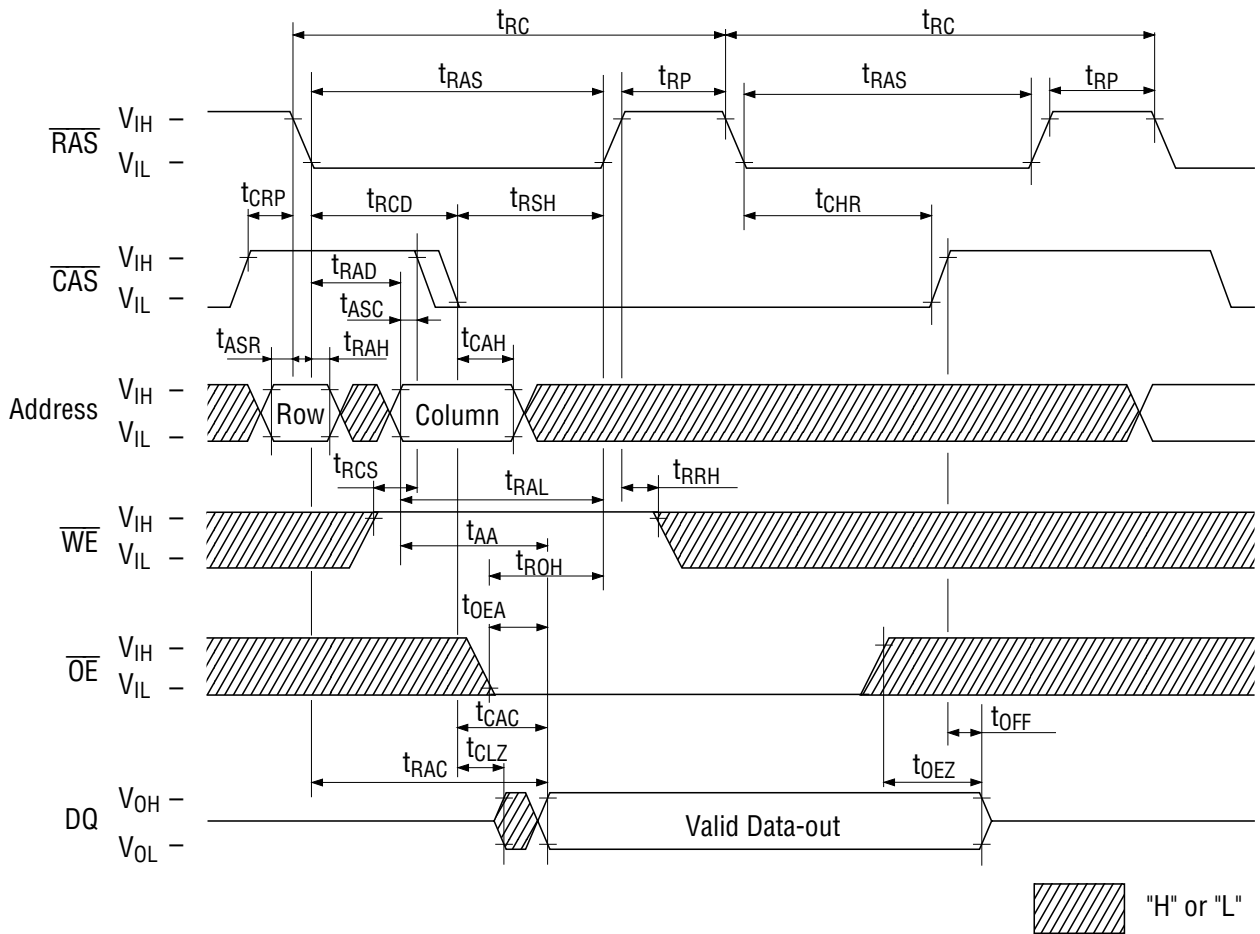 tRC tRC
tRAS tRP tRAS tRP
RAS VIH
VIL
tCRP tRCD tRSH tCHR
CAS VIH
VIL
tRAD
tASC
tASR tRAH tCAH
Address VIH
VIL
Row Column
tRCS tRAL tRRH
WE VIH
VIL
tAA
tROH
tOEA
OE VIH
VIL
tCAC tOFF
tCLZ
tRAC tOEZ
DQ VOH
VOL
Valid Data-out
"H" or "L"